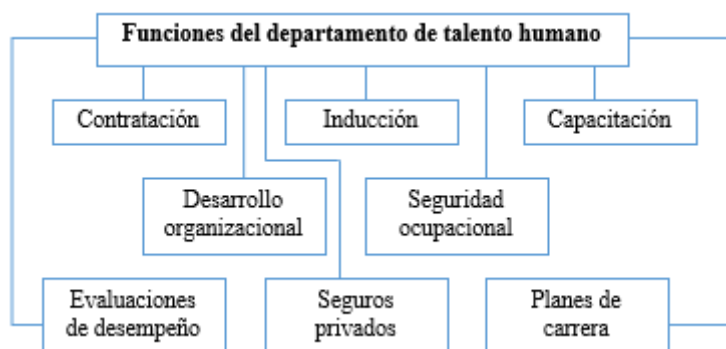 Funciones del departamento de talento humano
Contratación
Inducción
Capacitación
Desarrollo
organizacional
Seguridad
ocupacional
Evaluaciones
de desempeño
Seguros
privados
Planes de
carrera